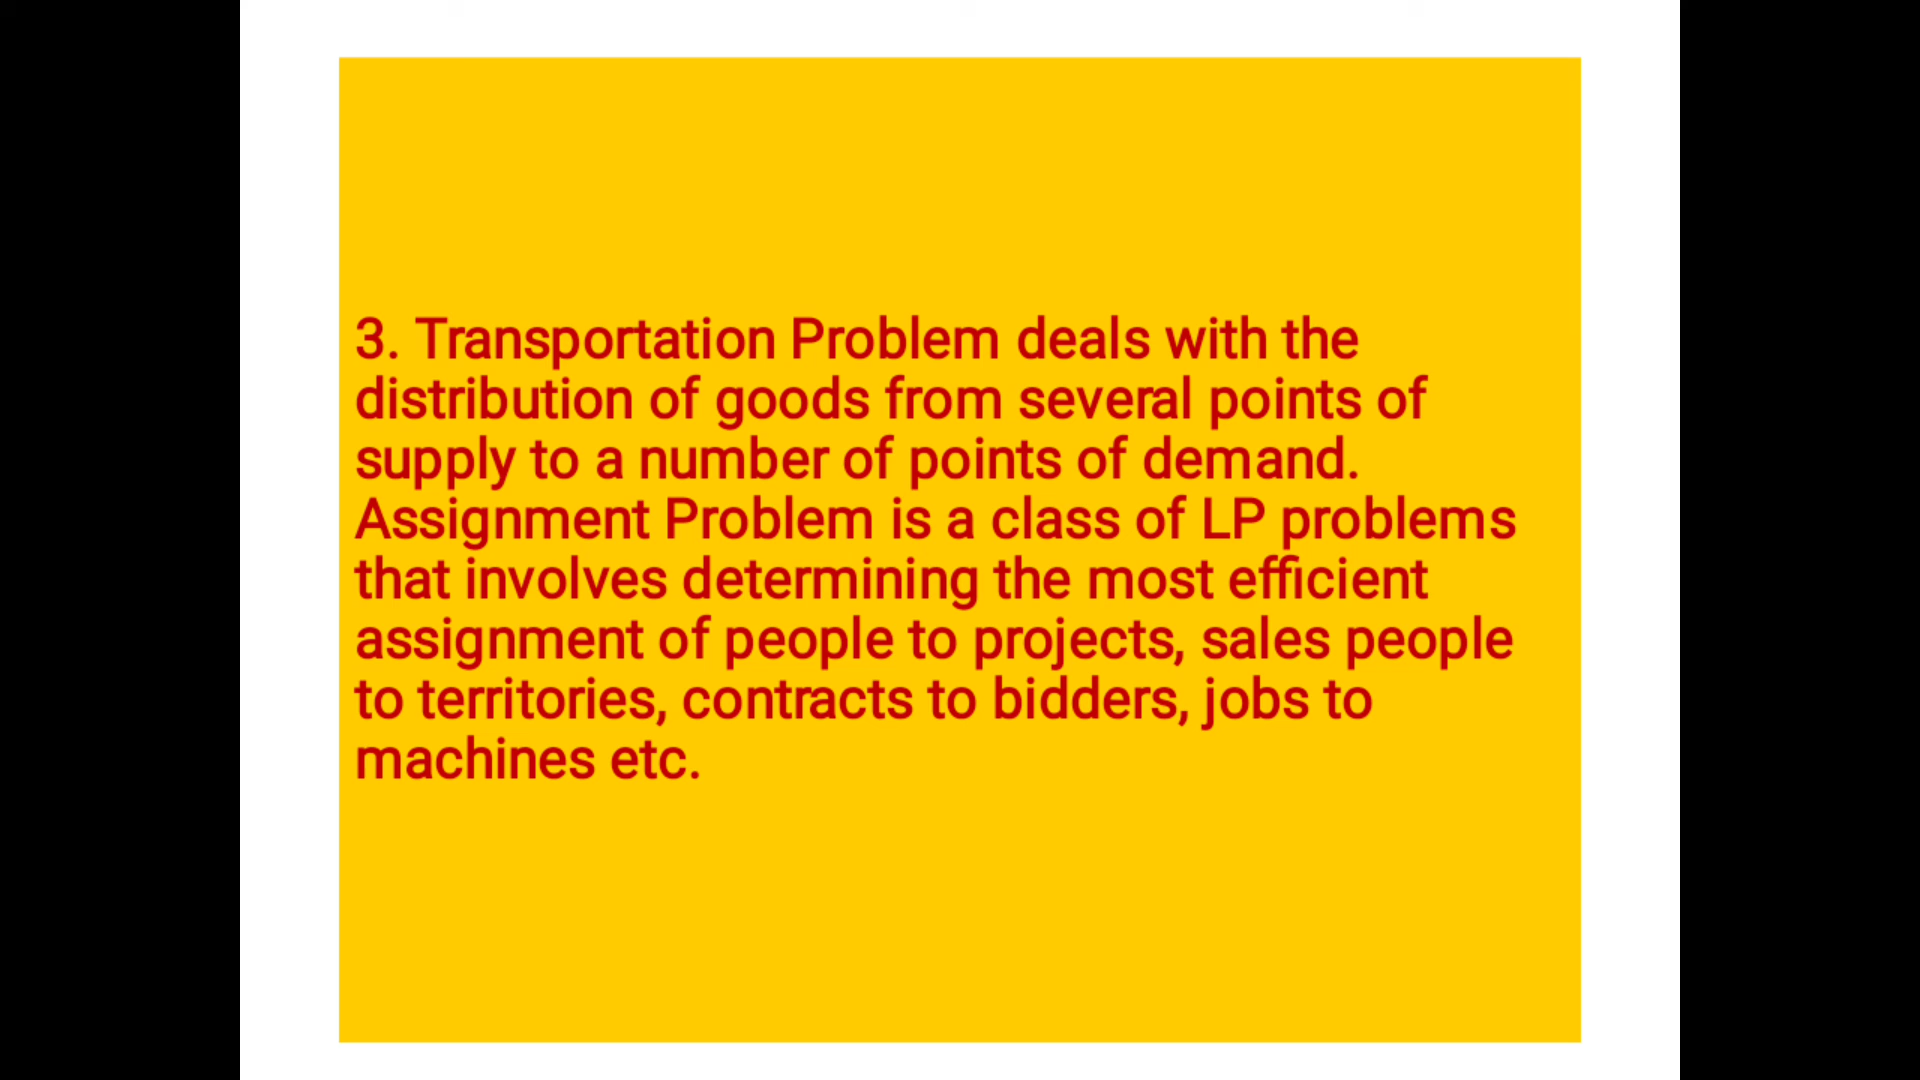 3. Transportation Problem deals with the
distribution of goods from several points of
supply to a number of points of demand.
Assignment Problem is a class of LP problems
that involves determining the most efficient
assignment of people to projects, sales people
to territories, contracts to bidders, jobs to
machines etc.